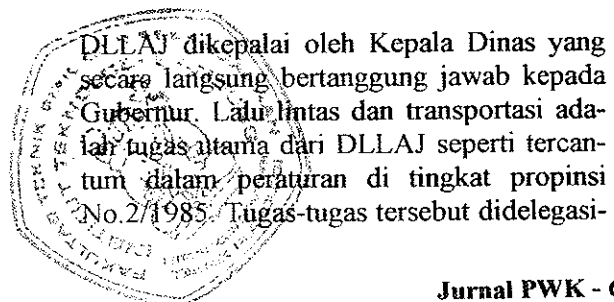 DLLAJ dikepalai oleh Kepala Dinas yang
secara langsung bertanggung jawab kepada
Gubernur. Lalu lintas dan transportasi ada-
lah tugas utama dari DLLAJ seperti tercan-
tum dalam peraturan di tingkat propinsi
No.2/1985. Tugas-tugas tersebut didelegasi-
FAKULTAS TEKNIK
Jurnal PWK -